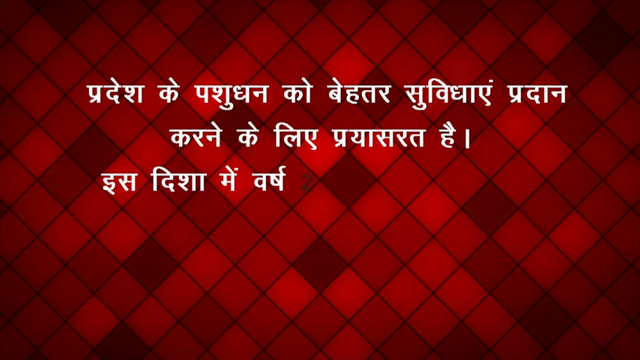 प्रदेश के पशुधन को बेहतर सुविधाएं प्रदान
करने के लिए प्रयासरत है।
इस दिशा में वर्ष